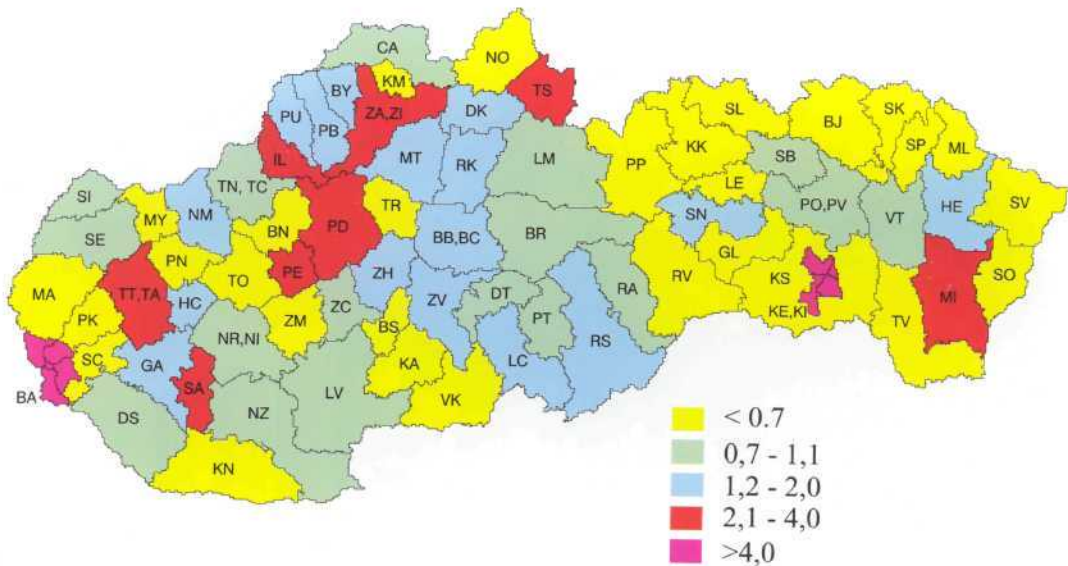 CA
NO
KM
BY
ZA,ZI
TS
PU
PB
DK
SL
BJ
SK
SP
ML
IL
MT
RK
LM
PP
KK
SB
LE
TN, TC
SI
MY
NM
TR
SN
PO,PV
VT
HE
SV
SE
BN
PD
BB,BC
BR
GL
PN
TO
PE
ZH
RV
KS
SO
MA
TT,TA
HC
ZV
DT
RA
KE,KI
MI
PK
NR,NI
ZC
ZM
BS
PT
TV
SC
GA
KA
LC
RS
BA
SA
LV
VK
DS
NZ
KN
< 0.7
0,7 - 1,1
1,2 - 2,0
2,1 - 4,0
>4,0